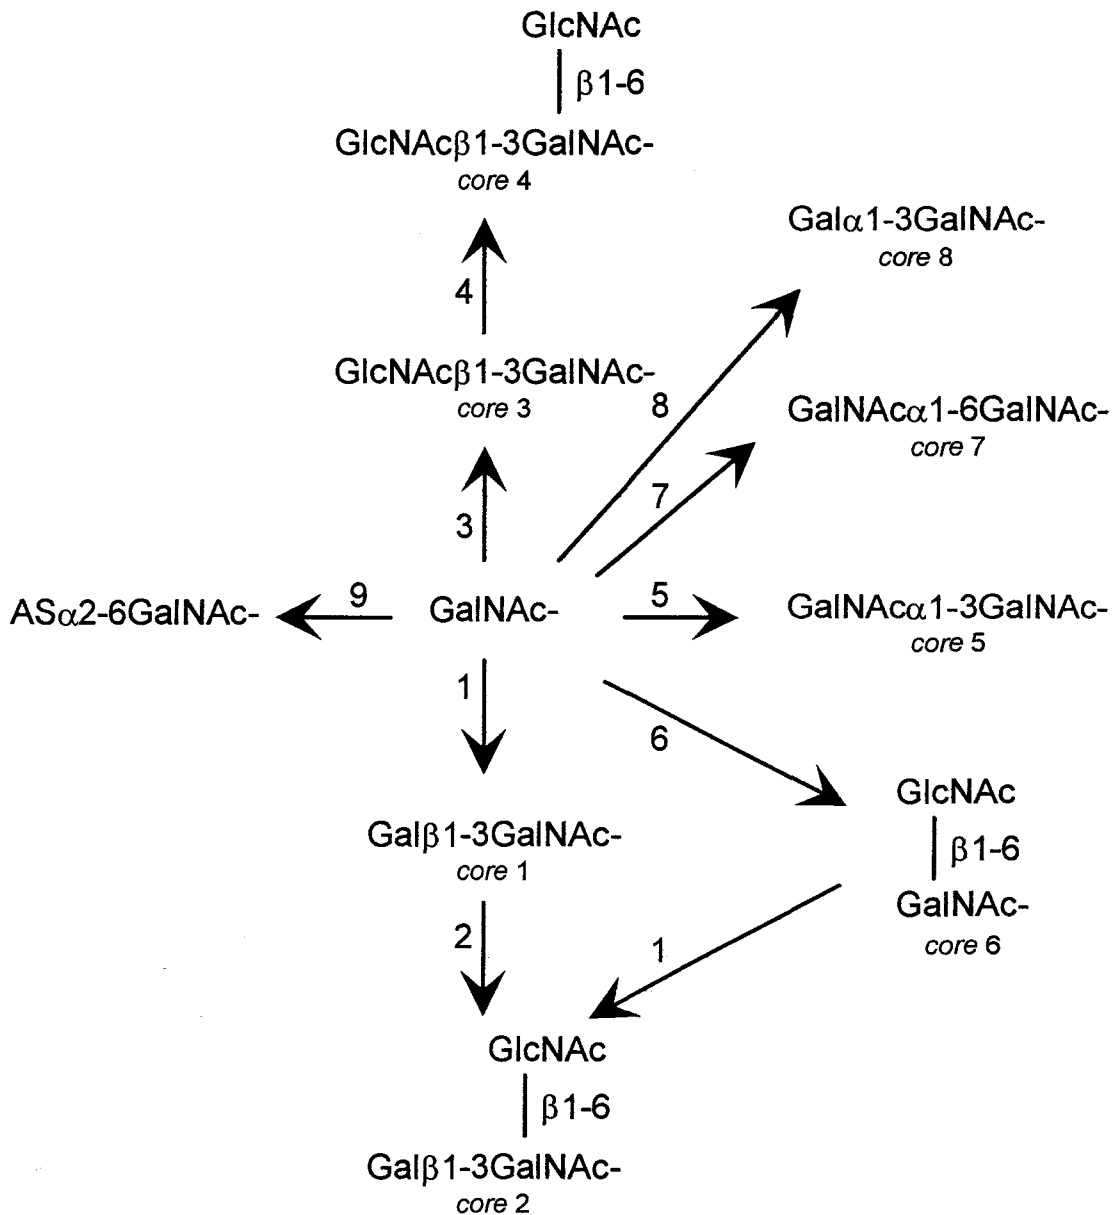 GlcNAc
β1-6
GlcNAcβ1-3GalNAc-
core 4
Galα1-3GalNAc-
core 8
4
GlcNAcβ1-3GalNAc-
core 3
8
GalNAcα1-6GalNAc-
core 7
7
3
ASα2-6GalNAc-
9
GalNAc-
5
GalNAcα1-3GalNAc-
core 5
1
6
GlcNAc
β1-6
GalNAc-
core 6
Galβ1-3GalNAc-
core 1
2
1
GlcNAc
β1-6
Galβ1-3GalNAc-
core 2